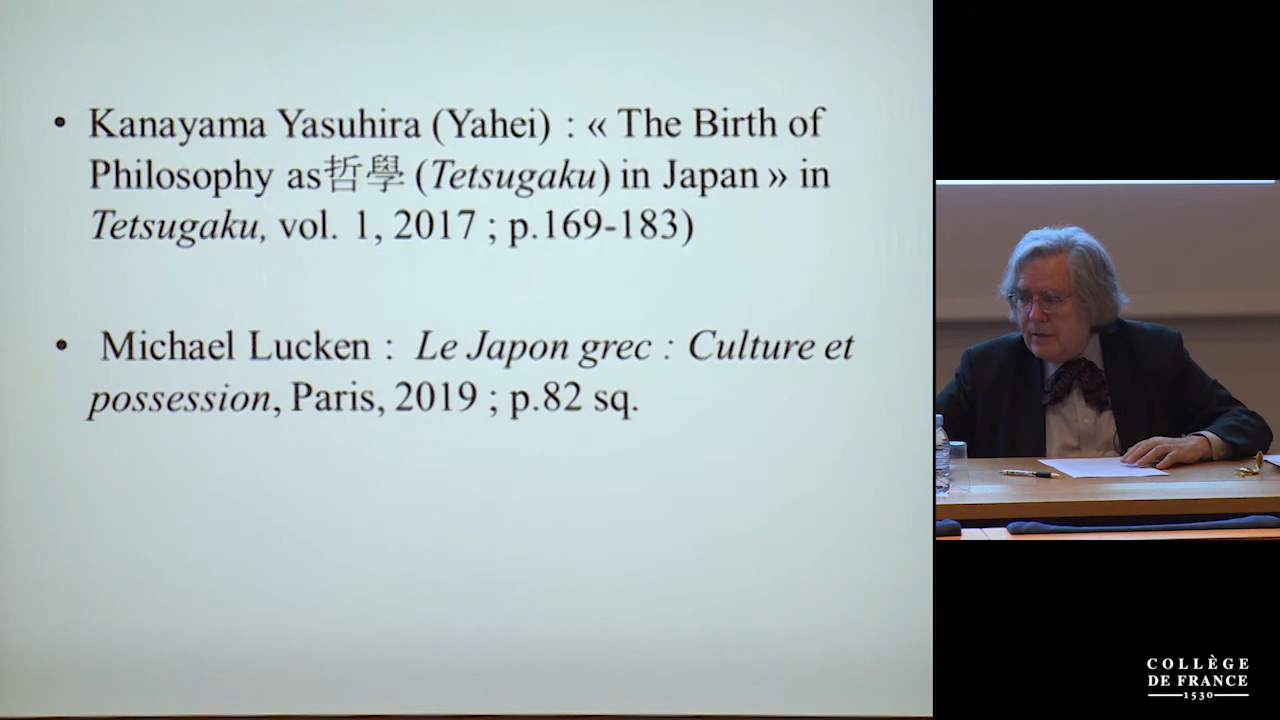 • Kanayama Yasuhira (Yahei) : « The Birth of
Philosophy as哲學 (Tetsugaku) in Japan » in
Tetsugaku, vol. 1, 2017 ; p.169-183)
• Michael Lucken : Le Japon grec : Culture et
possession, Paris, 2019 ; p.82 sq.
COLLÈGE
DE FRANCE
1530